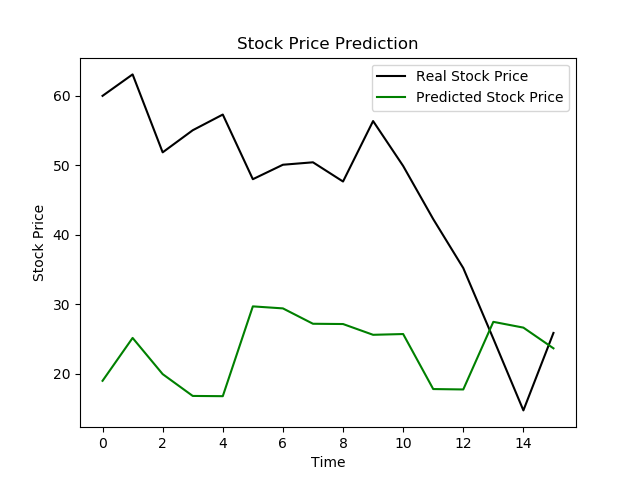 Stock Price Prediction
Real Stock Price
Predicted Stock Price
Stock Price
60
50
40
30
20
0 2 4 6 8 10 12 14
Time